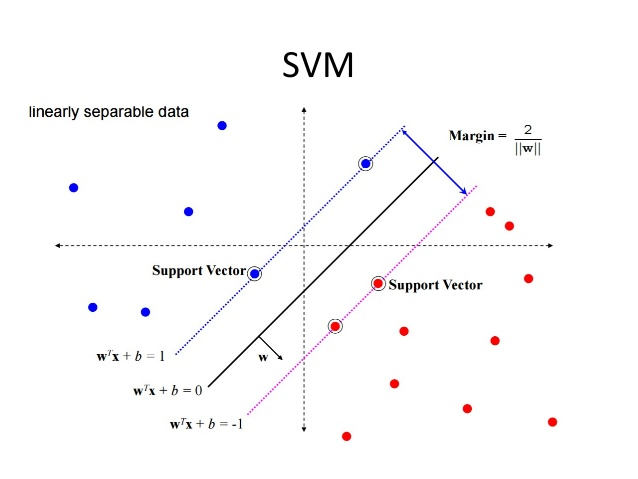 SVM
linearly separable data
Margin = 2 / ||w||
Support Vector
Support Vector
wᵀx + b = 1
w
wᵀx + b = 0
wᵀx + b = -1